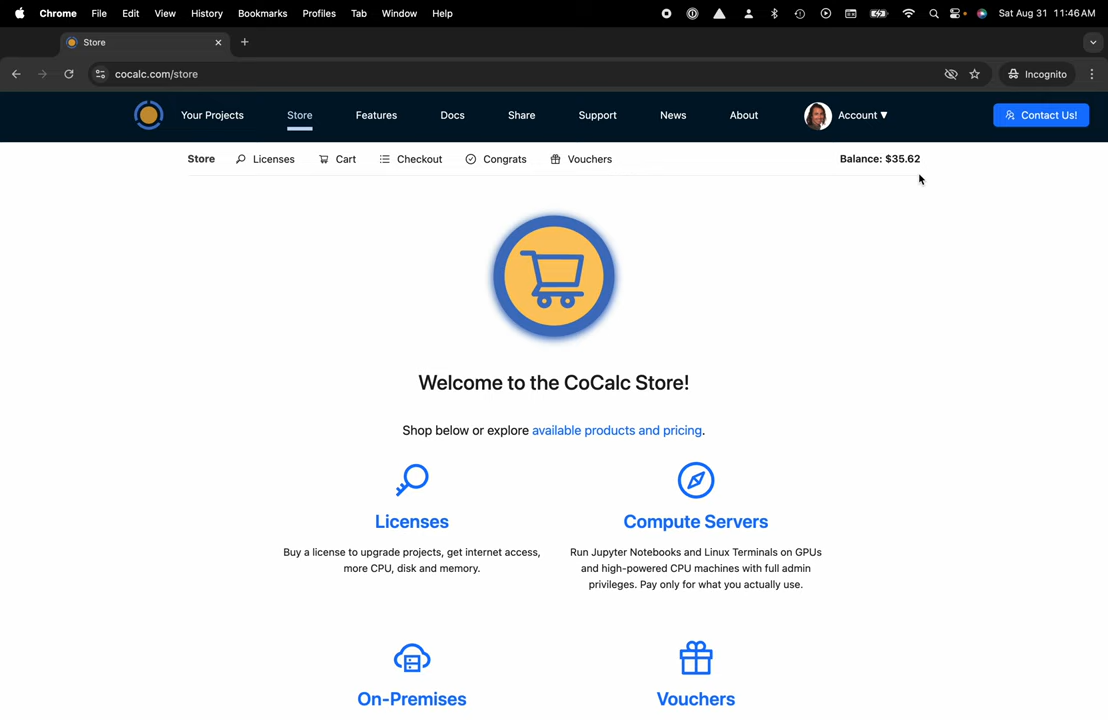 Chrome File Edit View History Bookmarks Profiles Tab Window Help Sat Aug 31 11:46 AM
Store
cocalc.com/store Incognito
Your Projects Store Features Docs Share Support News About Account ▼ Contact Us!
Store Licenses Cart Checkout Congrats Vouchers Balance: $35.62
Welcome to the CoCalc Store!
Shop below or explore available products and pricing.
Licenses
Buy a license to upgrade projects, get internet access,
more CPU, disk and memory.
Compute Servers
Run Jupyter Notebooks and Linux Terminals on GPUs
and high-powered CPU machines with full admin
privileges. Pay only for what you actually use.
On-Premises
Vouchers